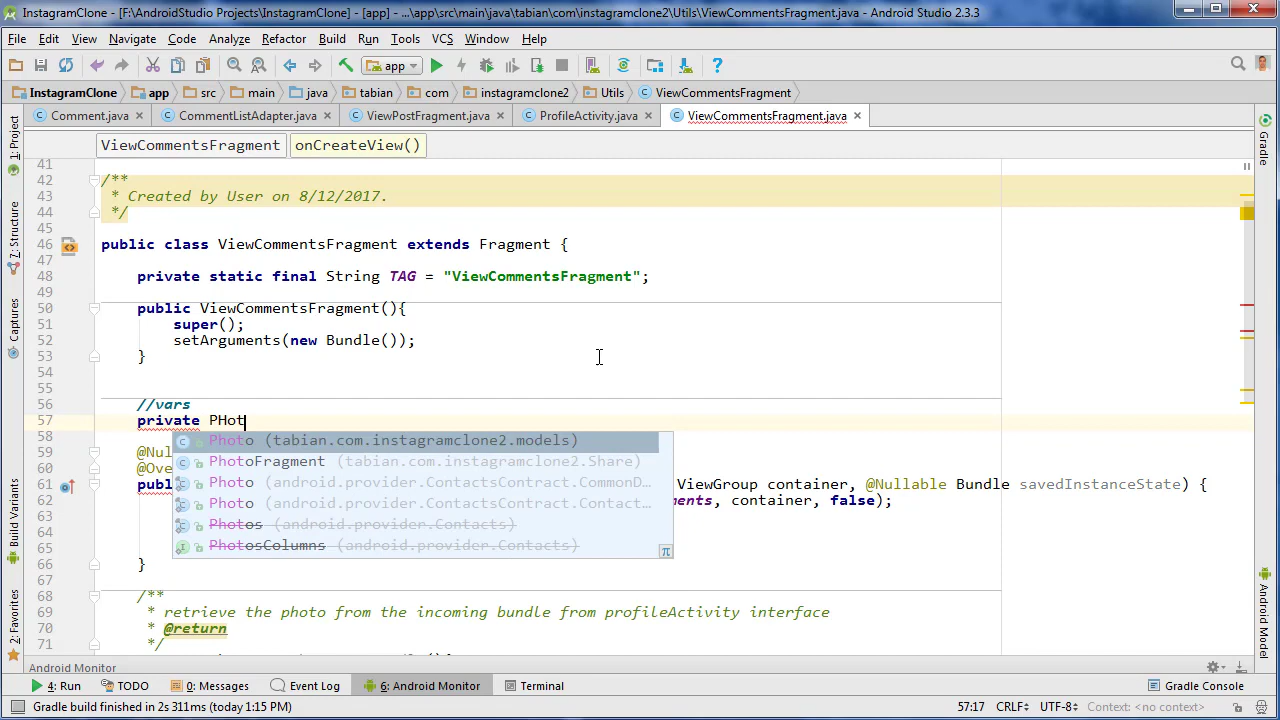 InstagramClone - [F:\AndroidStudio Projects\InstagramClone] - [app] - ...\app\src\main\java\tabian\com\instagramclone2\Utils\ViewCommentsFragment.java - Android Studio 2.3.3
File Edit View Navigate Code Analyze Refactor Build Run Tools VCS Window Help
app
InstagramClone app src main java tabian com instagramclone2 Utils ViewCommentsFragment
Comment.java CommentListAdapter.java ViewPostFragment.java ProfileActivity.java ViewCommentsFragment.java
ViewCommentsFragment onCreateView()
1: Project
7: Structure
Captures
Build Variants
2: Favorites
Gradle
Android Model
41
42 /**
43 * Created by User on 8/12/2017.
44 */
45
46 public class ViewCommentsFragment extends Fragment {
47
48 private static final String TAG = "ViewCommentsFragment";
49
50 public ViewCommentsFragment(){
51 super();
52 setArguments(new Bundle());
53 }
54
55
56 //vars
57 private PHot
58 Photo (tabian.com.instagramclone2.models)
59 @Nul PhotoFragment (tabian.com.instagramclone2.Share)
60 @Ove
61 publ Photo (android.provider.ContactsContract.CommonD... ViewGroup container, @Nullable Bundle savedInstanceState) {
62 Photo (android.provider.ContactsContract.Contact... ments, container, false);
63 Photos (android.provider.Contacts)
64
65 PhotosColumns (android.provider.Contacts) π
66 }
67
68 /**
69 * retrieve the photo from the incoming bundle from profileActivity interface
70 * @return
71 */
Android Monitor
4: Run TODO 0: Messages Event Log 6: Android Monitor Terminal Gradle Console
Gradle build finished in 2s 311ms (today 1:15 PM) 57:17 CRLF÷ UTF-8÷ Context: <no context>